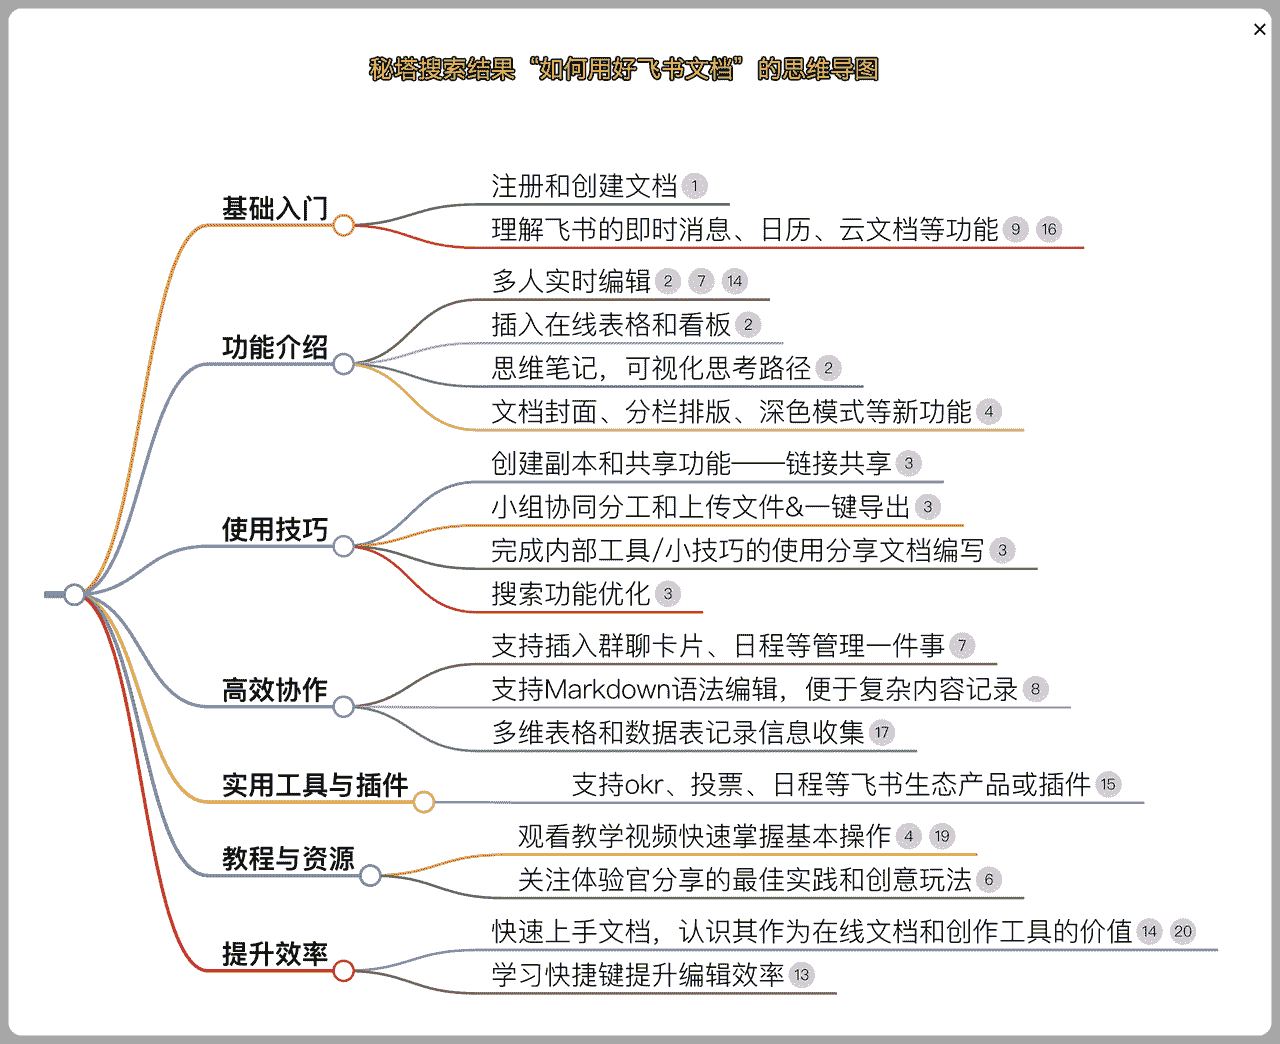 秘塔搜索结果“如何用好飞书文档”的思维导图
基础入门
注册和创建文档 1
理解飞书的即时消息、日历、云文档等功能 9 16
功能介绍
多人实时编辑 2 7 14
插入在线表格和看板 2
思维笔记，可视化思考路径 2
文档封面、分栏排版、深色模式等新功能 4
使用技巧
创建副本和共享功能——链接共享 3
小组协同分工和上传文件&一键导出 3
完成内部工具/小技巧的使用分享文档编写 3
搜索功能优化 3
高效协作
支持插入群聊卡片、日程等管理一件事 7
支持Markdown语法编辑，便于复杂内容记录 8
多维表格和数据表记录信息收集 17
实用工具与插件
支持okr、投票、日程等飞书生态产品或插件 15
教程与资源
观看教学视频快速掌握基本操作 4 19
关注体验官分享的最佳实践和创意玩法 6
提升效率
快速上手文档，认识其作为在线文档和创作工具的价值 14 20
学习快捷键提升编辑效率 13